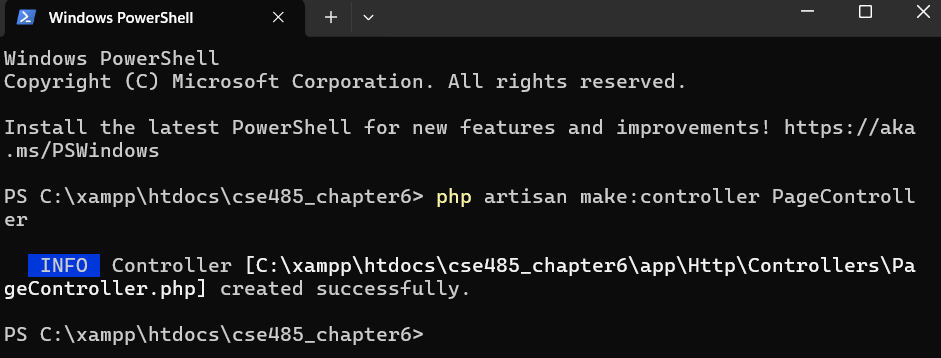 Windows PowerShell
Windows PowerShell
Copyright (C) Microsoft Corporation. All rights reserved.
Install the latest PowerShell for new features and improvements! https://aka
.ms/PSWindows
PS C:\xampp\htdocs\cse485_chapter6> php artisan make:controller PageControll
er
INFO Controller [C:\xampp\htdocs\cse485_chapter6\app\Http\Controllers\Pa
geController.php] created successfully.
PS C:\xampp\htdocs\cse485_chapter6>